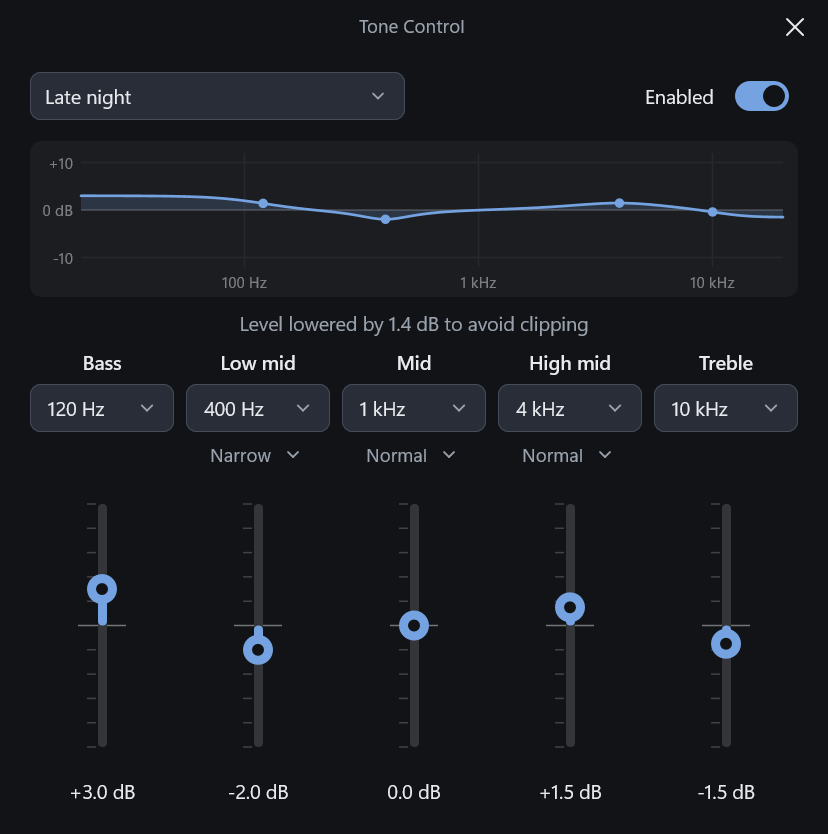 Tone Control
Late night
Enabled
+10
0 dB
-10
100 Hz 1 kHz 10 kHz
Level lowered by 1.4 dB to avoid clipping
Bass Low mid Mid High mid Treble
120 Hz 400 Hz 1 kHz 4 kHz 10 kHz
Narrow Normal Normal
+3.0 dB -2.0 dB 0.0 dB +1.5 dB -1.5 dB